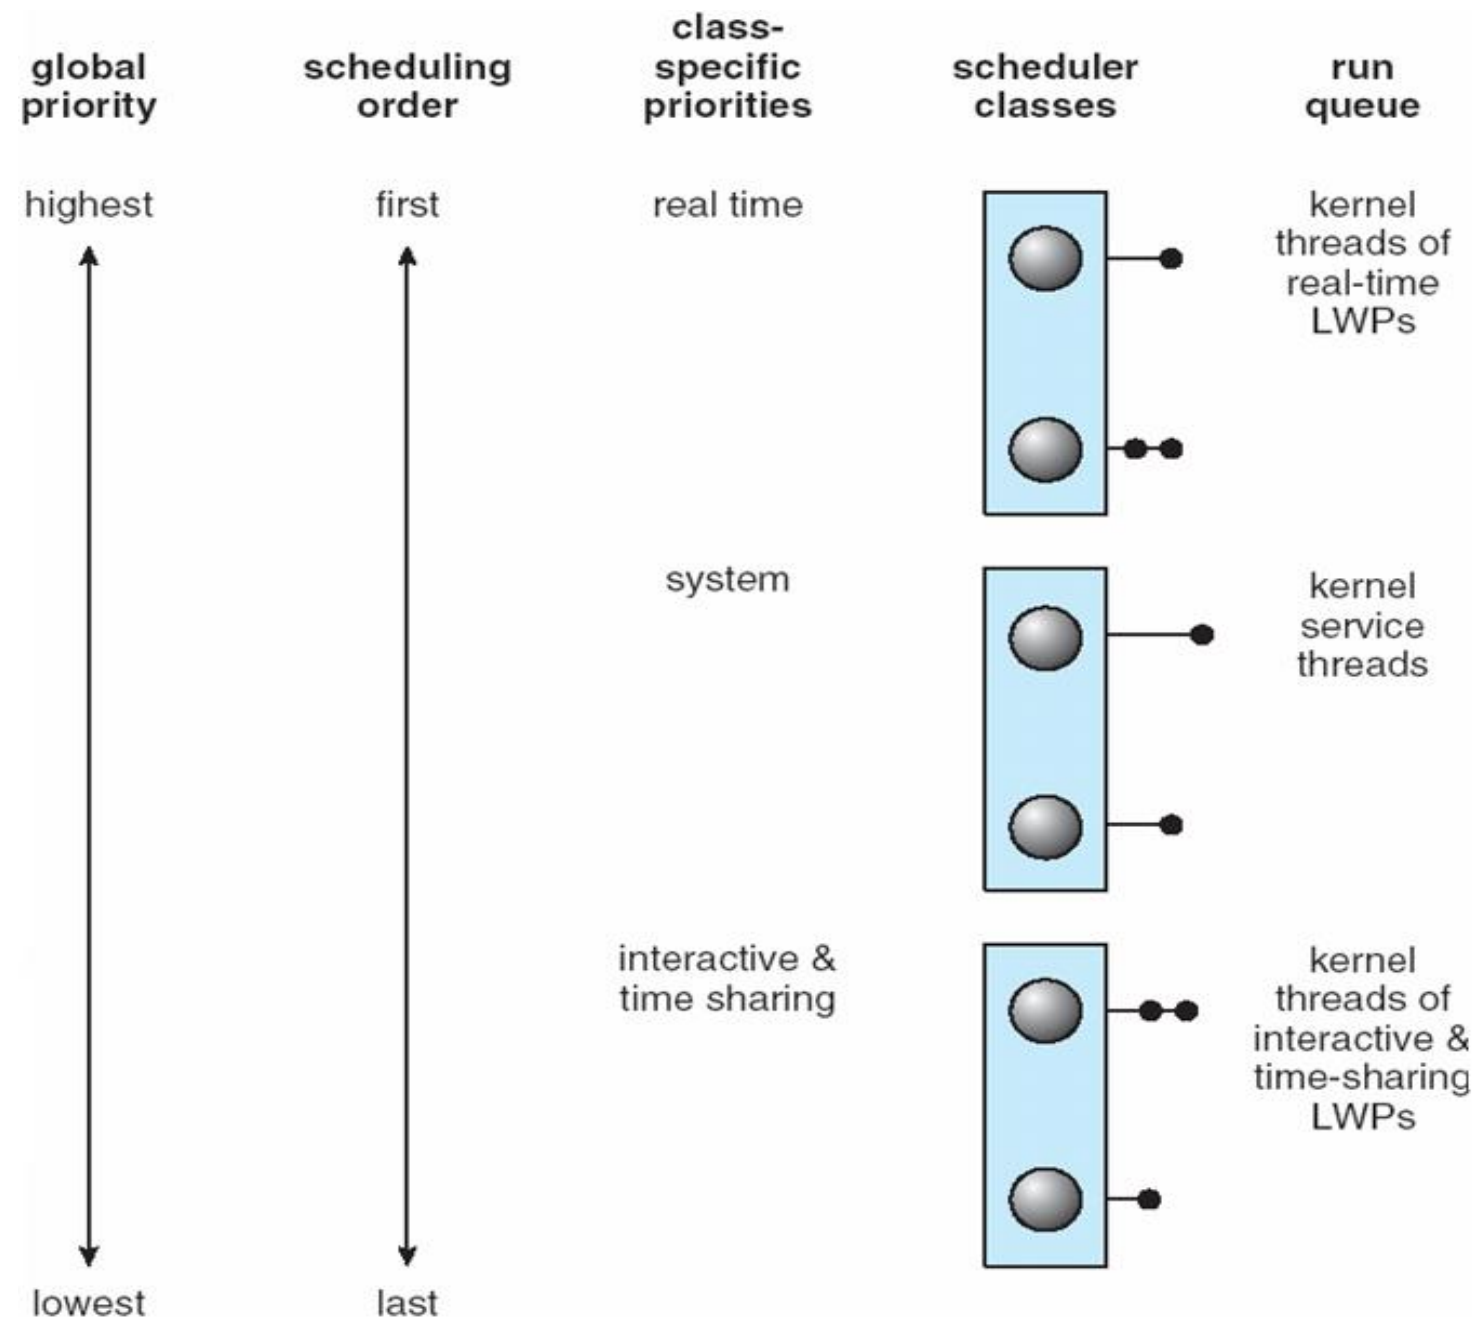 global
priority
scheduling
order
class-
specific
priorities
scheduler
classes
run
queue
highest
first
real time
kernel
threads of
real-time
LWPs
system
kernel
service
threads
interactive &
time sharing
kernel
threads of
interactive &
time-sharing
LWPs
lowest
last